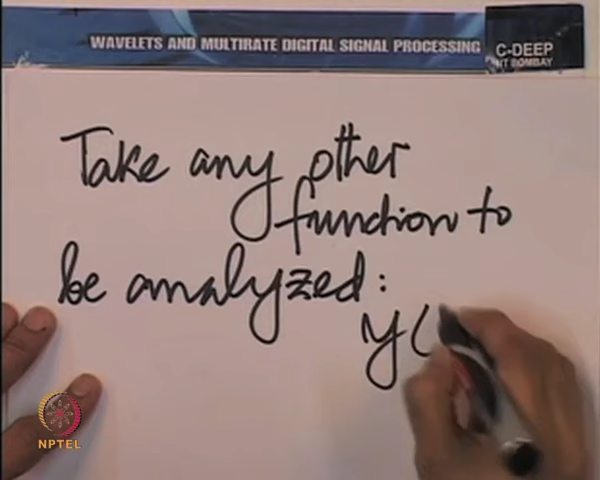 WAVELETS AND MULTIRATE DIGITAL SIGNAL PROCESSING
C-DEEP
IIT BOMBAY
Take any other
function to
be analyzed:
y(
NPTEL